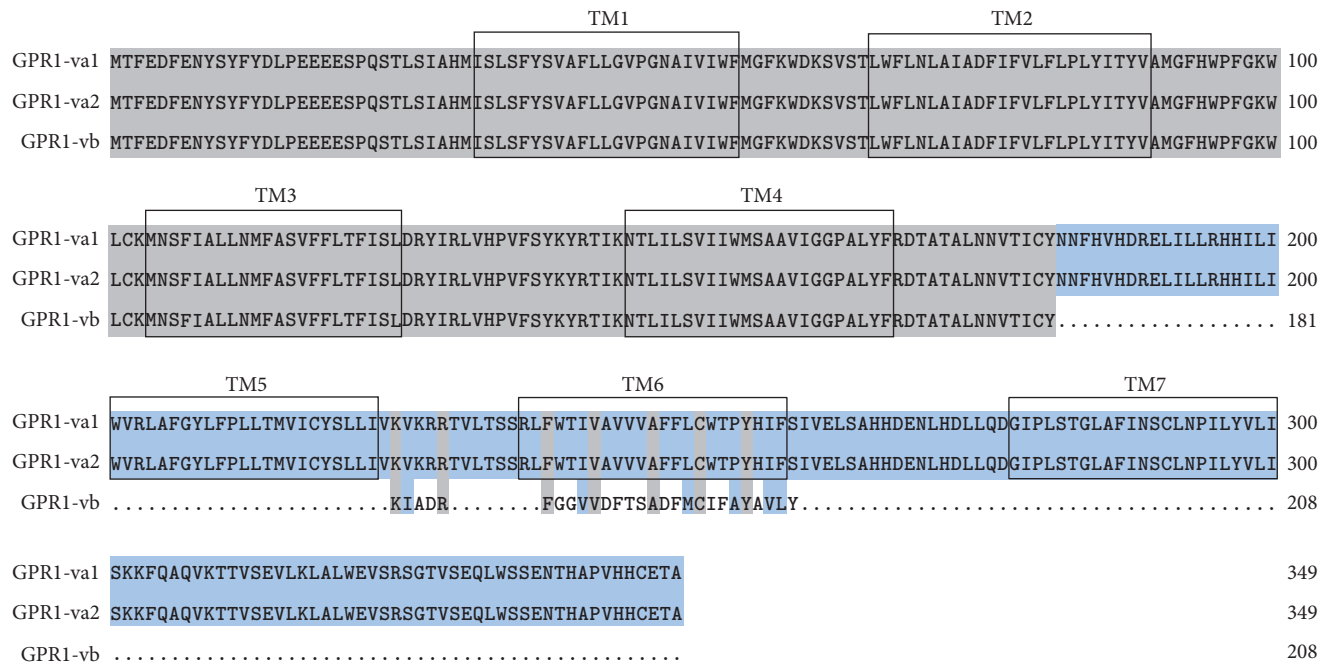 TM1 TM2
GPR1-va1 MTFEDFENYSYFYDLPEEEESPQSTLSIAHMISLSFYSVAFLLGVPGNAIVIWFMGFKWDKSVSTLWFLNLAIADFIFVLFLPLYITYVAMGFHWPFGKW 100
GPR1-va2 MTFEDFENYSYFYDLPEEEESPQSTLSIAHMISLSFYSVAFLLGVPGNAIVIWFMGFKWDKSVSTLWFLNLAIADFIFVLFLPLYITYVAMGFHWPFGKW 100
GPR1-vb MTFEDFENYSYFYDLPEEEESPQSTLSIAHMISLSFYSVAFLLGVPGNAIVIWFMGFKWDKSVSTLWFLNLAIADFIFVLFLPLYITYVAMGFHWPFGKW 100
TM3 TM4
GPR1-va1 LCKMNSFIALLNMFASVFFLTFISLDRYIRLVHPVFSYKYRTIKNTLILSVIIWMSAAVIGGPALYFRDTATALNNVTICYNNFHVHDRELILLRHHILI 200
GPR1-va2 LCKMNSFIALLNMFASVFFLTFISLDRYIRLVHPVFSYKYRTIKNTLILSVIIWMSAAVIGGPALYFRDTATALNNVTICYNNFHVHDRELILLRHHILI 200
GPR1-vb LCKMNSFIALLNMFASVFFLTFISLDRYIRLVHPVFSYKYRTIKNTLILSVIIWMSAAVIGGPALYFRDTATALNNVTICY................... 181
TM5 TM6 TM7
GPR1-va1 WVRLAFGYLFPLLTMVICYSLLIVKVKRRTVLTSSRLFWTIVAVVVAFFLCWTPYHIFSIVELSAHHDENLHDLLQDGIPLSTGLAFINSCLNPILYVLI 300
GPR1-va2 WVRLAFGYLFPLLTMVICYSLLIVKVKRRTVLTSSRLFWTIVAVVVAFFLCWTPYHIFSIVELSAHHDENLHDLLQDGIPLSTGLAFINSCLNPILYVLI 300
GPR1-vb ........................KIADR........FGGVVDFTSADFMCIFAYAVLY......................................... 208
GPR1-va1 SKKFQAQVKTTVSEVLKLALWEVSRSGTVSEQLWSSENTHAPVHHCETA 349
GPR1-va2 SKKFQAQVKTTVSEVLKLALWEVSRSGTVSEQLWSSENTHAPVHHCETA 349
GPR1-vb ................................................. 208